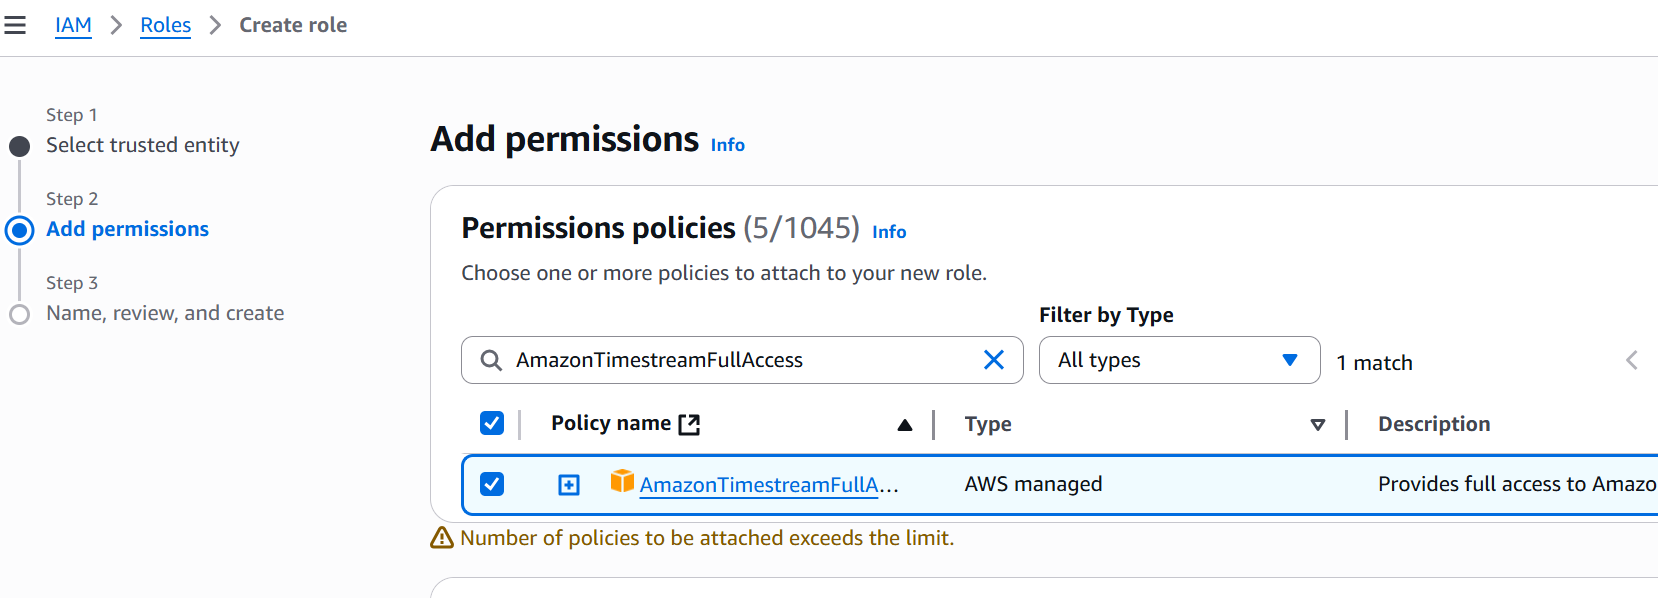 IAM > Roles > Create role
Step 1
Select trusted entity
Step 2
Add permissions
Step 3
Name, review, and create
Add permissions Info
Permissions policies (5/1045) Info
Choose one or more policies to attach to your new role.
Filter by Type
AmazonTimestreamFullAccess
All types
1 match
Policy name Type Description
AmazonTimestreamFullA... AWS managed Provides full access to Amazo
Number of policies to be attached exceeds the limit.